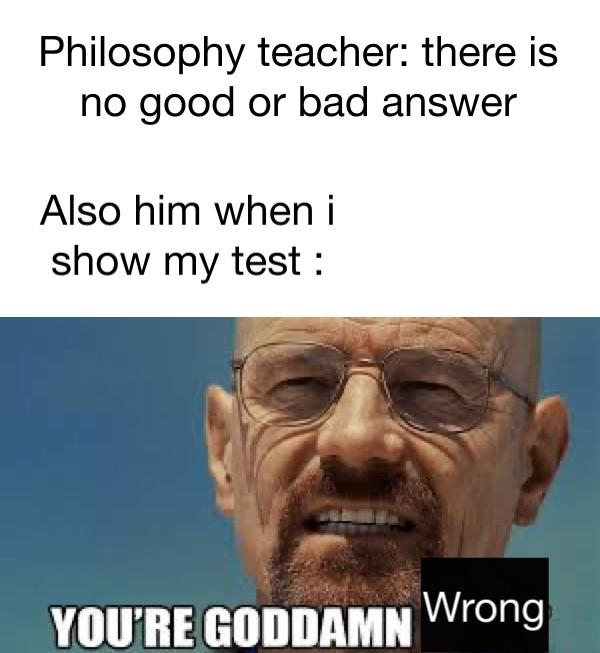 Philosophy teacher: there is
no good or bad answer
Also him when i
show my test :
YOU'RE GODDAMN Wrong